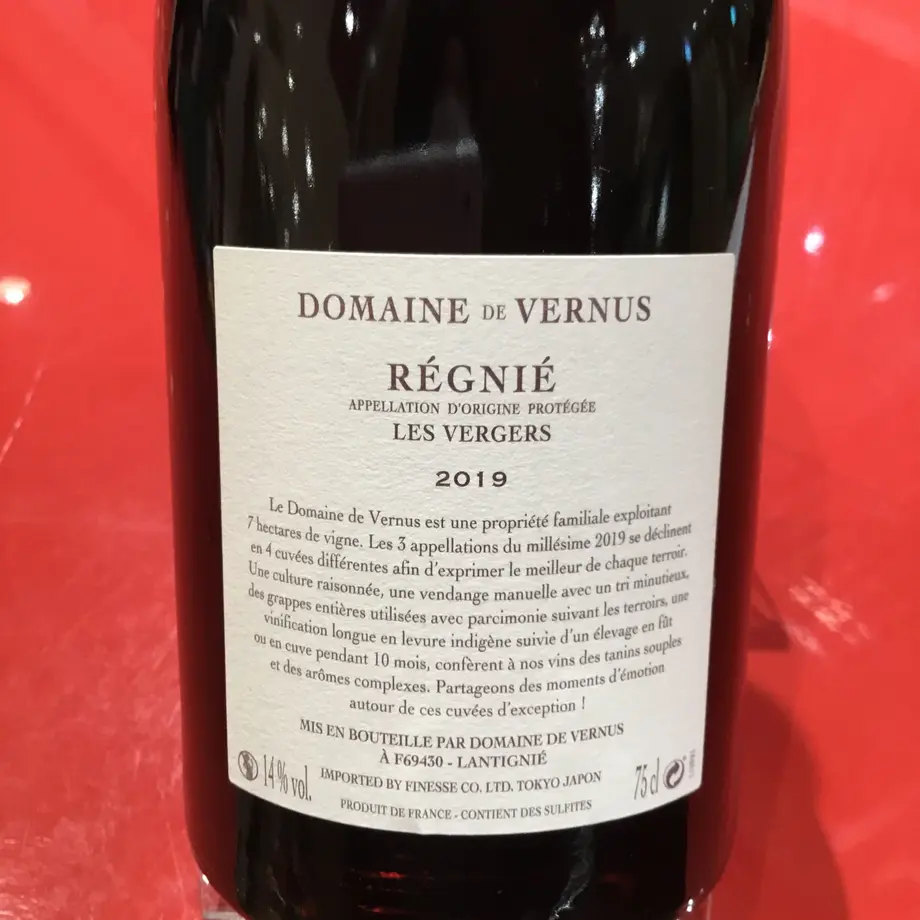 DOMAINE DE VERNUS
RÉGNIÉ
APPELLATION D'ORIGINE PROTÉGÉE
LES VERGERS
2019
Le Domaine de Vernus est une propriété familiale exploitant
7 hectares de vigne. Les 3 appellations du millésime 2019 se déclinent
en 4 cuvées différentes afin d'exprimer le meilleur de chaque terroir.
Une culture raisonnée, une vendange manuelle avec un tri minutieux,
des grappes entières utilisées avec parcimonie suivant les terroirs, une
vinification longue en levure indigène suivie d'un élevage en fût
ou en cuve pendant 10 mois, confèrent à nos vins des tanins souples
et des arômes complexes. Partageons des moments d'émotion
autour de ces cuvées d'exception !
MIS EN BOUTEILLE PAR DOMAINE DE VERNUS
À F69430 - LANTIGNIÉ
14 % vol.
IMPORTED BY FINESSE CO. LTD. TOKYO JAPON
75 cl
PRODUIT DE FRANCE - CONTIENT DES SULFITES